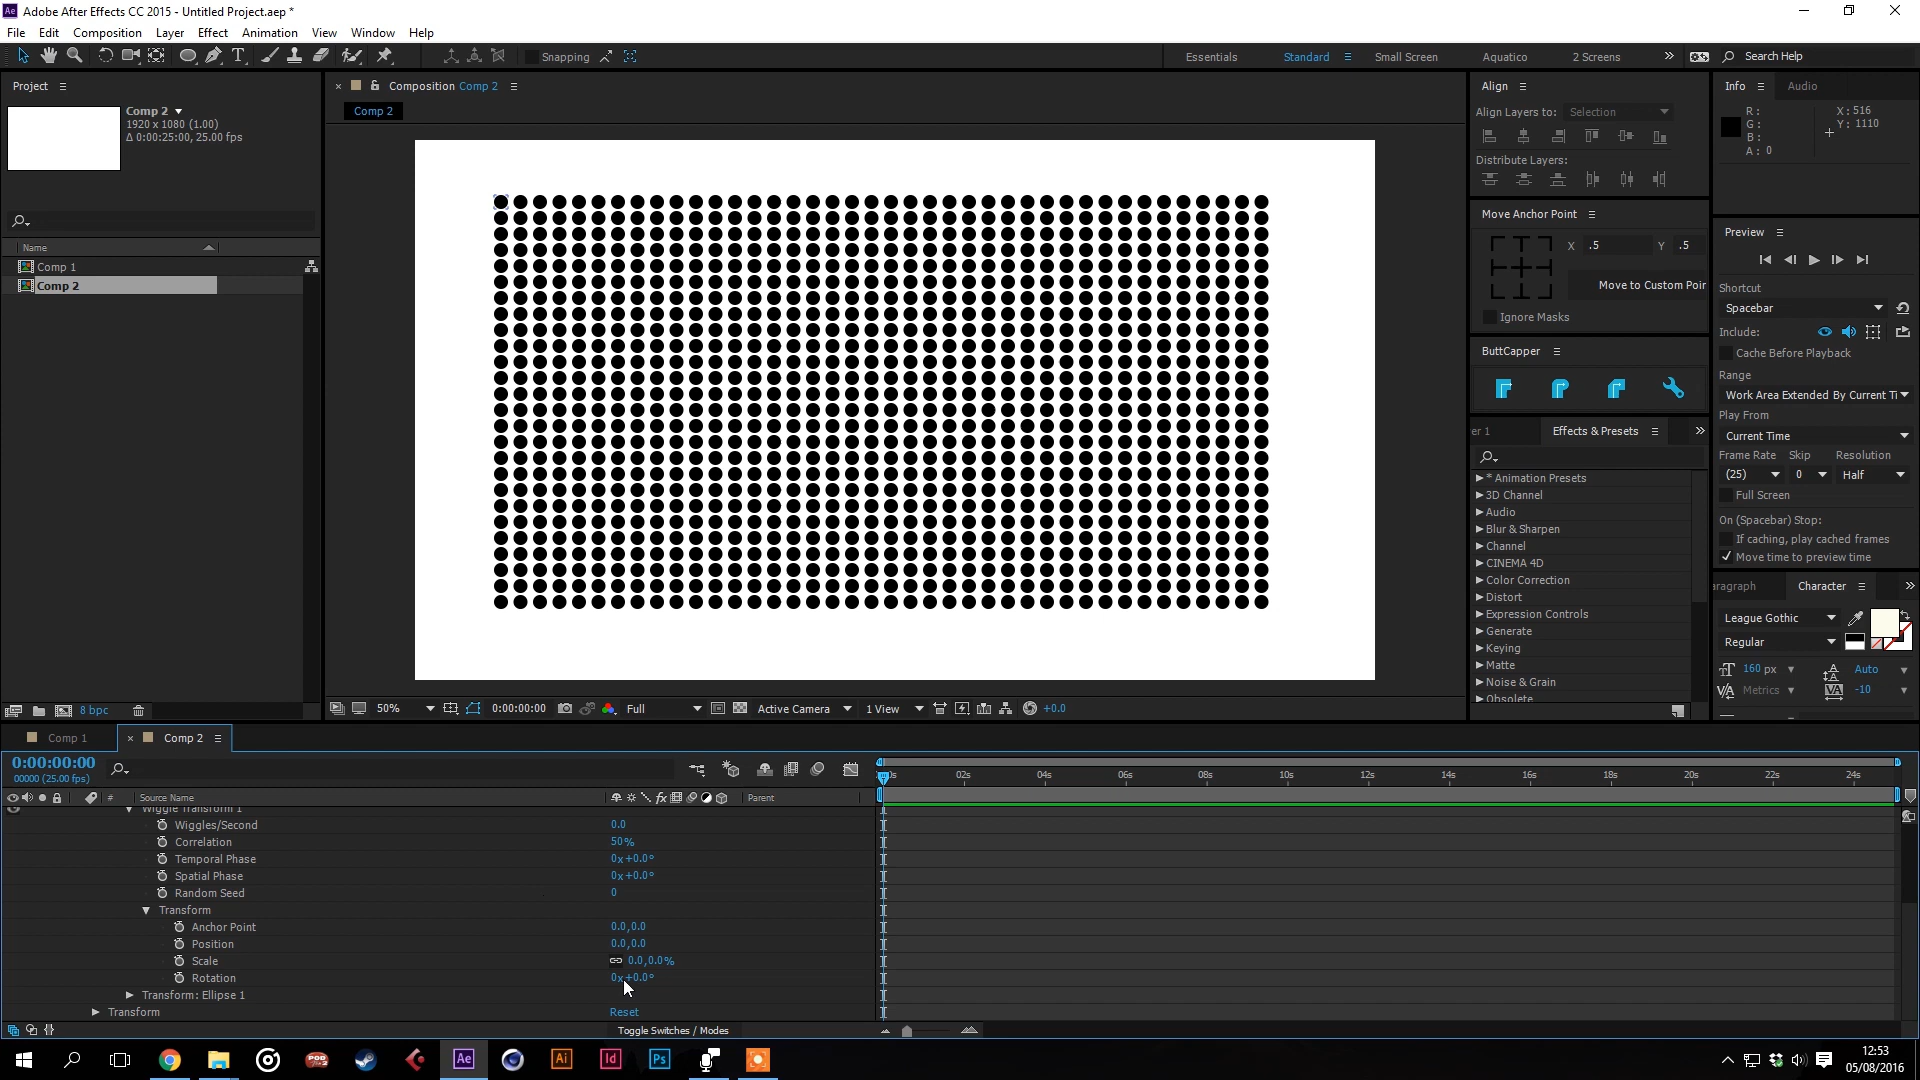 Adobe After Effects CC 2015 - Untitled Project.aep *
File Edit Composition Layer Effect Animation View Window Help
Snapping
Essentials Standard Small Screen Aquatico 2 Screens Search Help
Project
Comp 2
1920 x 1080 (1.00)
Δ 0:00:25:00, 25.00 fps
Name
Comp 1
Comp 2
8 bpc
Composition Comp 2
Comp 2
50% 0:00:00:00 Full Active Camera 1 View +0.0
Align
Align Layers to: Selection
Distribute Layers:
Move Anchor Point
X .5 Y .5
Move to Custom Poin
Ignore Masks
ButtCapper
er 1 Effects & Presets
* Animation Presets
3D Channel
Audio
Blur & Sharpen
Channel
CINEMA 4D
Color Correction
Distort
Expression Controls
Generate
Keying
Matte
Noise & Grain
Obsolete
Info Audio
R: X: 516
G: Y: 1110
B:
A: 0
Preview
Shortcut
Spacebar
Include:
Cache Before Playback
Range
Work Area Extended By Current Ti
Play From
Current Time
Frame Rate Skip Resolution
(25) 0 Half
Full Screen
On (Spacebar) Stop:
If caching, play cached frames
Move time to preview time
aragraph Character
League Gothic
Regular
160 px Auto
Metrics -10
Comp 1 Comp 2
0:00:00:00
00000 (25.00 fps)
# Source Name Parent
02s 04s 06s 08s 10s 12s 14s 16s 18s 20s 22s 24s
Wiggle Transform 1
Wiggles/Second 0.0
Correlation 50%
Temporal Phase 0x+0.0°
Spatial Phase 0x+0.0°
Random Seed 0
Transform
Anchor Point 0.0,0.0
Position 0.0,0.0
Scale 0.0,0.0%
Rotation 0x+0.0°
Transform: Ellipse 1
Transform Reset
Toggle Switches / Modes
Ae Ai Id Ps
12:53
05/08/2016